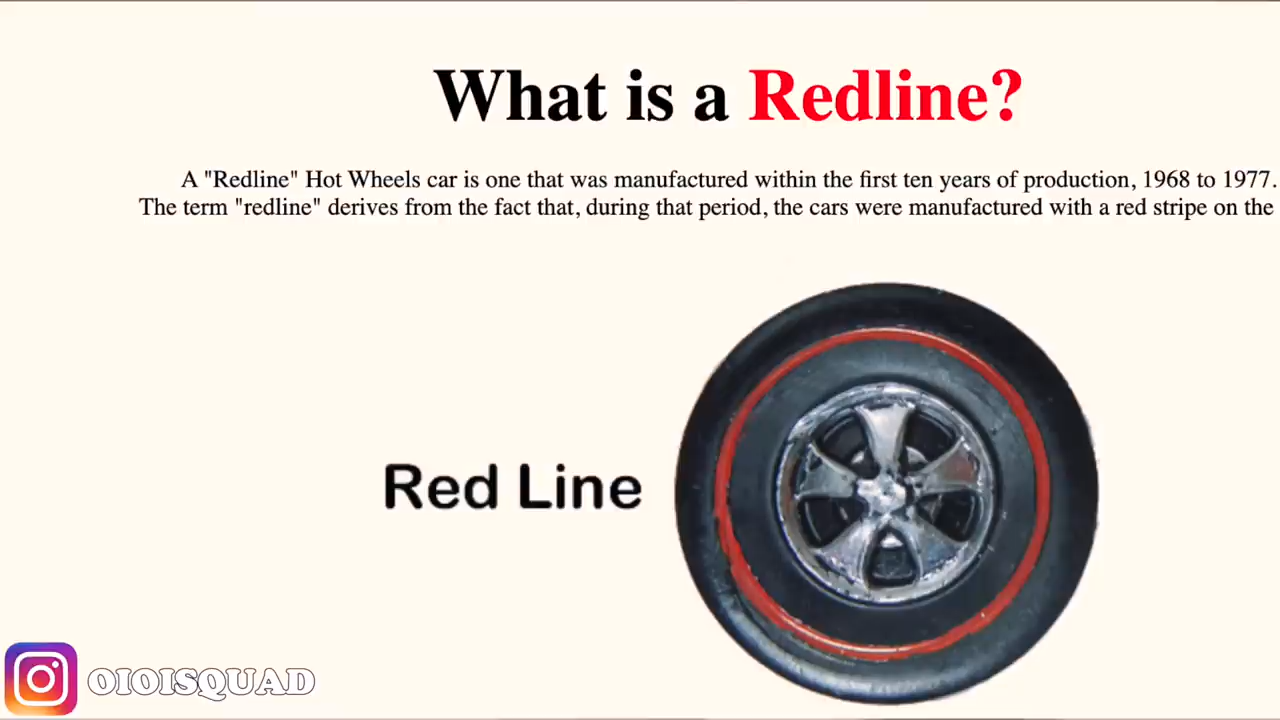 What is a Redline?
A "Redline" Hot Wheels car is one that was manufactured within the first ten years of production, 1968 to 1977.
The term "redline" derives from the fact that, during that period, the cars were manufactured with a red stripe on the
Red Line
OIOISQUAD